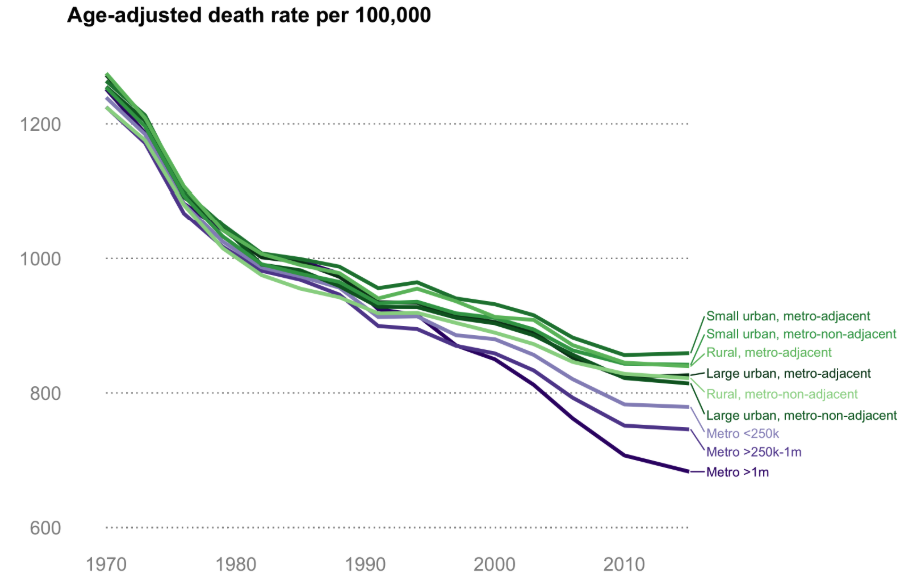 Age-adjusted death rate per 100,000
1200
1000
800
600
1970 1980 1990 2000 2010
Small urban, metro-adjacent
Small urban, metro-non-adjacent
Rural, metro-adjacent
Large urban, metro-adjacent
Rural, metro-non-adjacent
Large urban, metro-non-adjacent
Metro <250k
Metro >250k-1m
Metro >1m